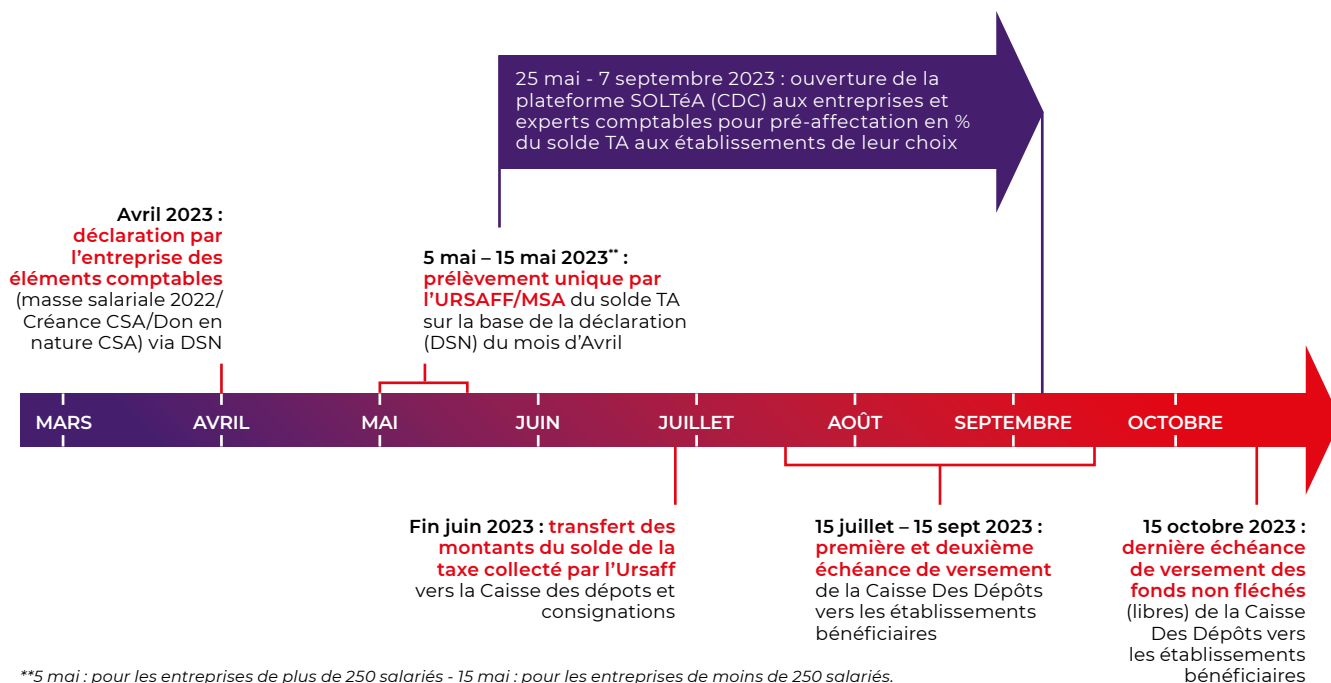 25 mai - 7 septembre 2023 : ouverture de la
plateforme SOLTéA (CDC) aux entreprises et
experts comptables pour pré-affectation en %
du solde TA aux établissements de leur choix
Avril 2023 :
déclaration par
l'entreprise des
éléments comptables
(masse salariale 2022/
Créance CSA/Don en
nature CSA) via DSN
5 mai – 15 mai 2023** :
prélèvement unique par
l'URSAFF/MSA du solde TA
sur la base de la déclaration
(DSN) du mois d'Avril
MARS AVRIL MAI JUIN JUILLET AOÛT SEPTEMBRE OCTOBRE
Fin juin 2023 : transfert des
montants du solde de la
taxe collecté par l'Ursaff
vers la Caisse des dépots et
consignations
15 juillet – 15 sept 2023 :
première et deuxième
échéance de versement
de la Caisse Des Dépôts
vers les établissements
bénéficiaires
15 octobre 2023 :
dernière échéance
de versement des
fonds non fléchés
(libres) de la Caisse
Des Dépôts vers
les établissements
bénéficiaires
**5 mai : pour les entreprises de plus de 250 salariés - 15 mai : pour les entreprises de moins de 250 salariés.